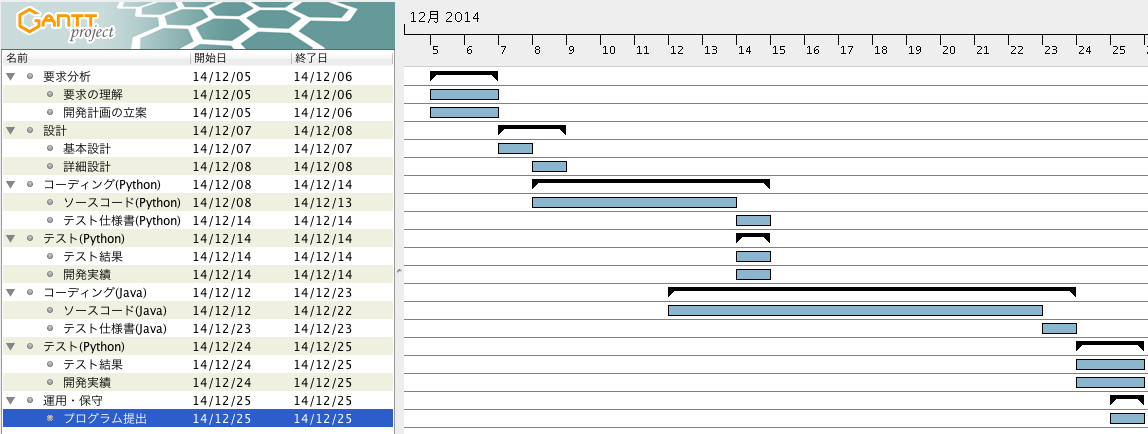 GANTT
project
12月 2014
5 6 7 8 9 10 11 12 13 14 15 16 17 18 19 20 21 22 23 24 25
名前 開始日 終了日
要求分析 14/12/05 14/12/06
要求の理解 14/12/05 14/12/06
開発計画の立案 14/12/05 14/12/06
設計 14/12/07 14/12/08
基本設計 14/12/07 14/12/07
詳細設計 14/12/08 14/12/08
コーディング(Python) 14/12/08 14/12/14
ソースコード(Python) 14/12/08 14/12/13
テスト仕様書(Python) 14/12/14 14/12/14
テスト(Python) 14/12/14 14/12/14
テスト結果 14/12/14 14/12/14
開発実績 14/12/14 14/12/14
コーディング(Java) 14/12/12 14/12/23
ソースコード(Java) 14/12/12 14/12/22
テスト仕様書(Java) 14/12/23 14/12/23
テスト(Python) 14/12/24 14/12/25
テスト結果 14/12/24 14/12/25
開発実績 14/12/24 14/12/25
運用・保守 14/12/25 14/12/25
プログラム提出 14/12/25 14/12/25